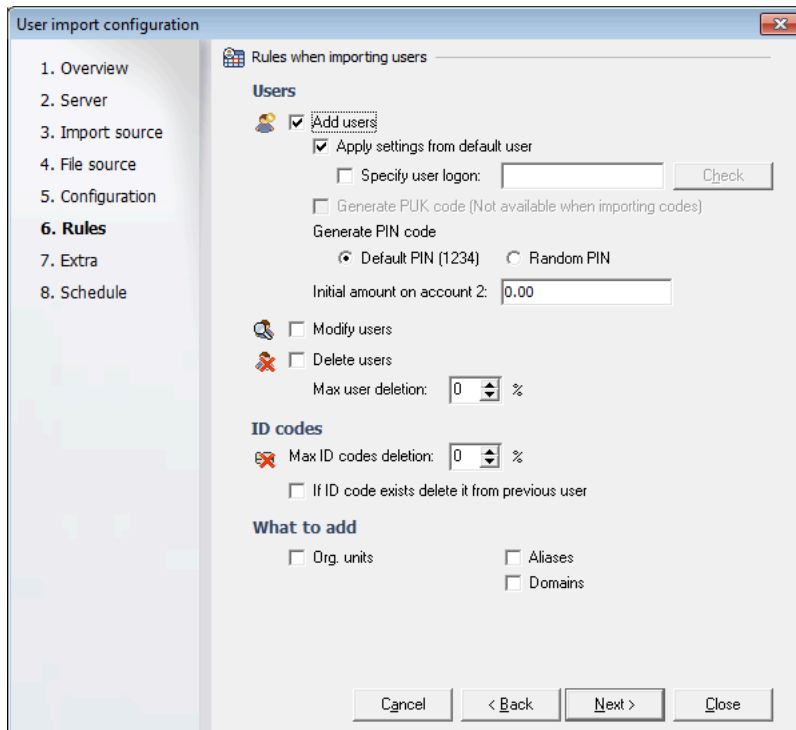 User import configuration
1. Overview
2. Server
3. Import source
4. File source
5. Configuration
6. Rules
7. Extra
8. Schedule
Rules when importing users
Users
Add users
Apply settings from default user
Specify user logon: Check
Generate PUK code (Not available when importing codes)
Generate PIN code
Default PIN (1234) Random PIN
Initial amount on account 2: 0.00
Modify users
Delete users
Max user deletion: 0 %
ID codes
Max ID codes deletion: 0 %
If ID code exists delete it from previous user
What to add
Org. units Aliases
Domains
Cancel < Back Next > Close